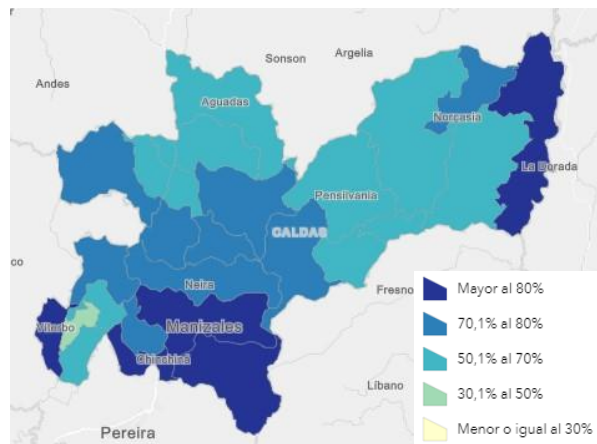 Sonson
Argelia
Andes
Aguadas
Norcasia
La Dorada
Pensilvania
CALDAS
co
Neira
Fresno
Manizales
Chinchiná
Líbano
Pereira
Mayor al 80%
70,1% al 80%
50,1% al 70%
30,1% al 50%
Menor o igual al 30%